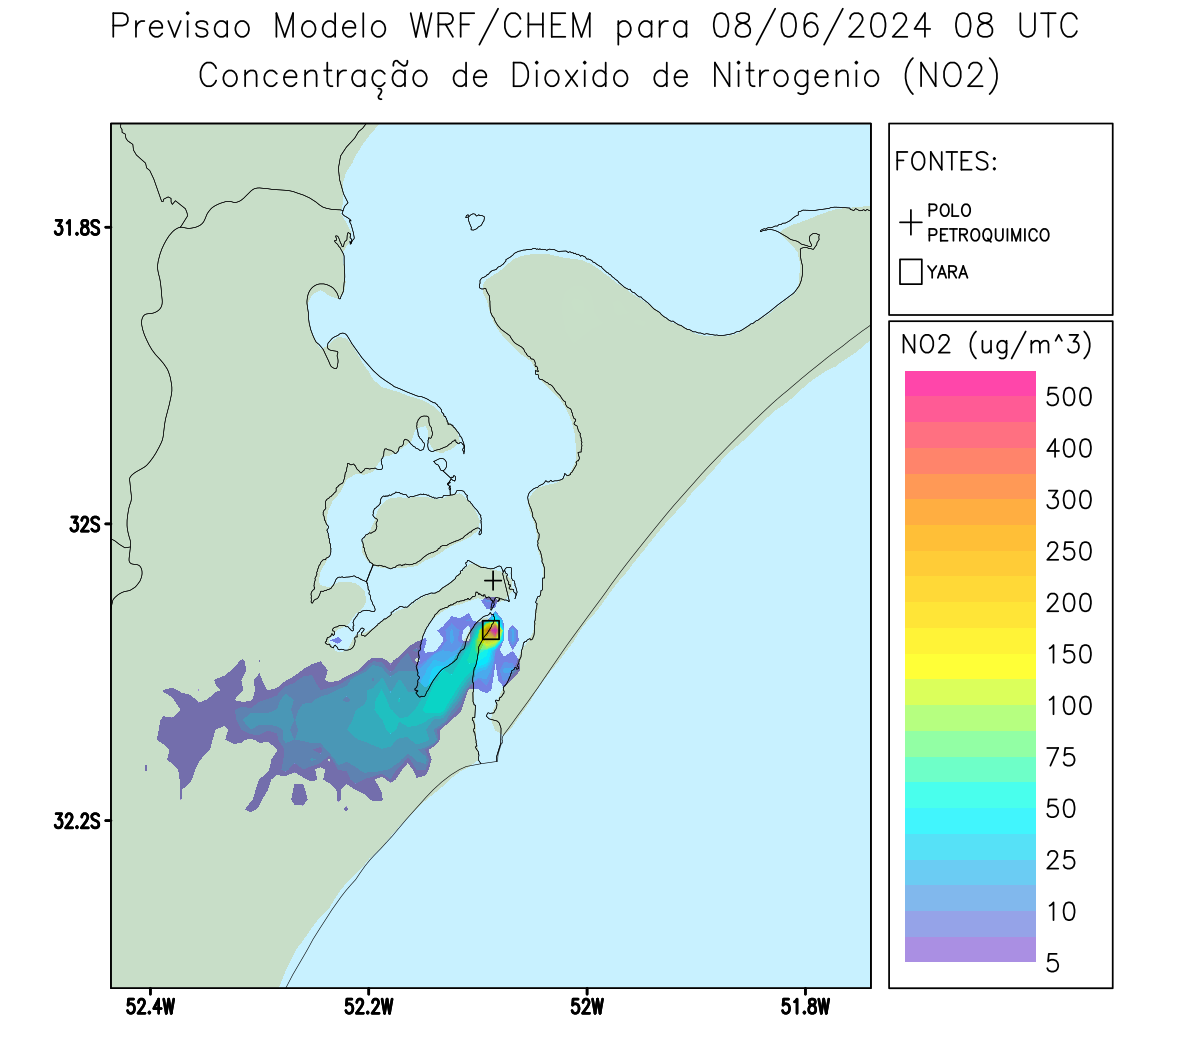 Previsao Modelo WRF/CHEM para 08/06/2024 08 UTC
Concentração de Dioxido de Nitrogenio (NO2)
FONTES:
POLO
PETROQUIMICO
YARA
NO2 (ug/m^3)
500
400
300
250
200
150
100
75
50
25
10
5
31.8S
32S
32.2S
52.4W
52.2W
52W
51.8W